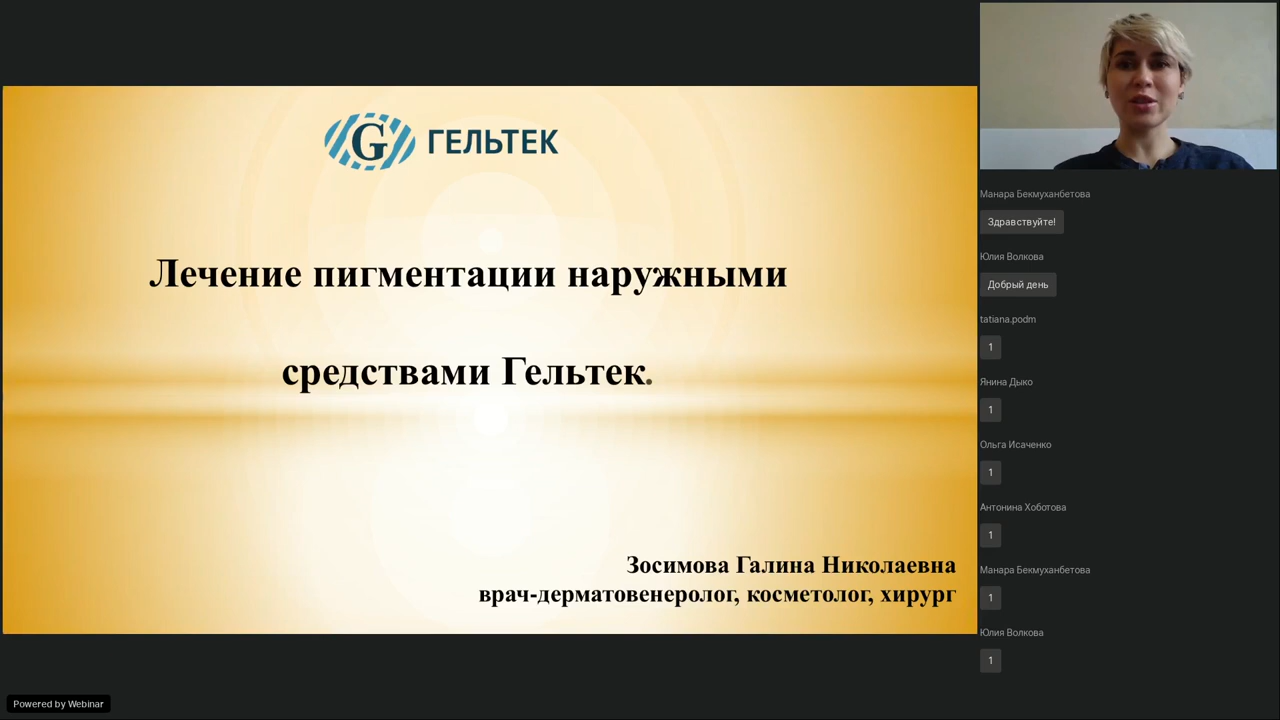 G ГЕЛЬТЕК
Лечение пигментации наружными
средствами Гельтек.
Зосимова Галина Николаевна
врач-дерматовенеролог, косметолог, хирург
Манара Бекмуханбетова
Здравствуйте!
Юлия Волкова
Добрый день
tatiana.podm
1
Янина Дыко
1
Ольга Исаченко
1
Антонина Хоботова
1
Манара Бекмуханбетова
1
Юлия Волкова
1
Powered by Webinar